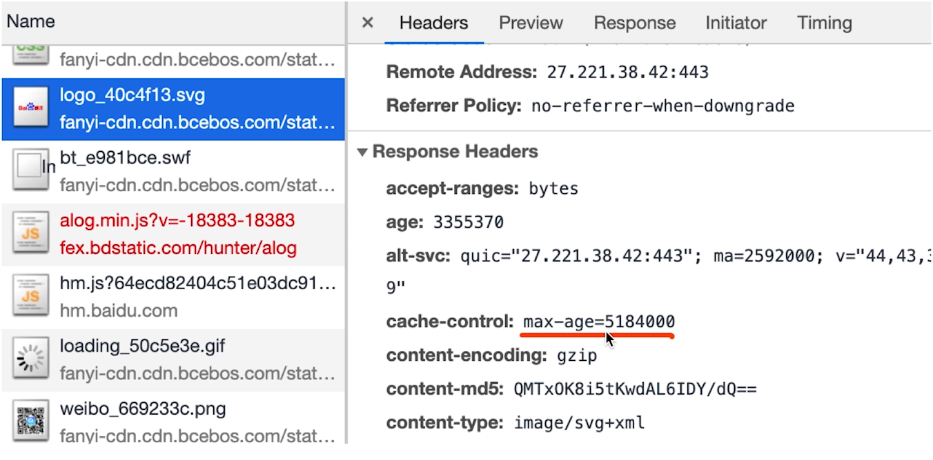 Name
fanyi-cdn.cdn.bcebos.com/stat…
logo_40c4f13.svg
fanyi-cdn.cdn.bcebos.com/stat…
bt_e981bce.swf
fanyi-cdn.cdn.bcebos.com/stat…
alog.min.js?v=-18383-18383
fex.bdstatic.com/hunter/alog
hm.js?64ecd82404c51e03dc91…
hm.baidu.com
loading_50c5e3e.gif
fanyi-cdn.cdn.bcebos.com/stat…
weibo_669233c.png
fanyi-cdn.cdn.bcebos.com/stat…
× Headers Preview Response Initiator Timing
Remote Address: 27.221.38.42:443
Referrer Policy: no-referrer-when-downgrade
Response Headers
accept-ranges: bytes
age: 3355370
alt-svc: quic="27.221.38.42:443"; ma=2592000; v="44,43,3
9"
cache-control: max-age=5184000
content-encoding: gzip
content-md5: QMTxOK8i5tKwdAL6IDY/dQ==
content-type: image/svg+xml